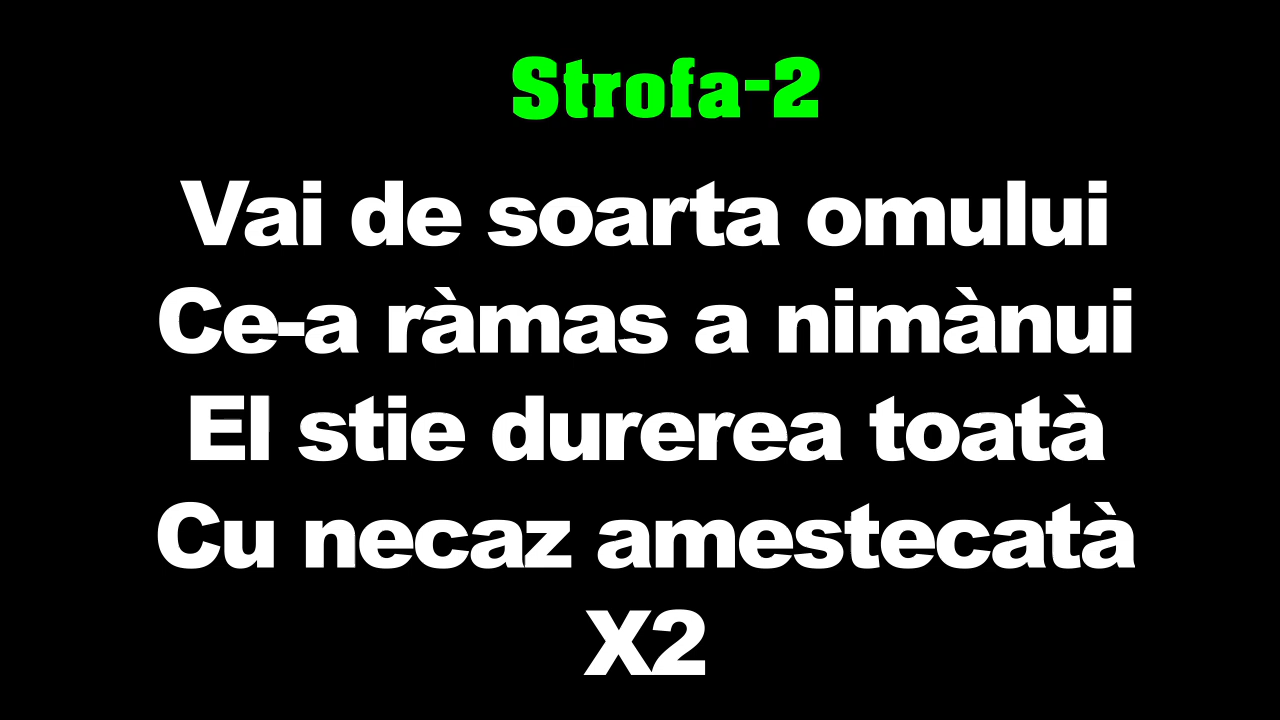 Strofa-2
Vai de soarta omului
Ce-a ràmas a nimànui
El stie durerea toatà
Cu necaz amestecatà
X2